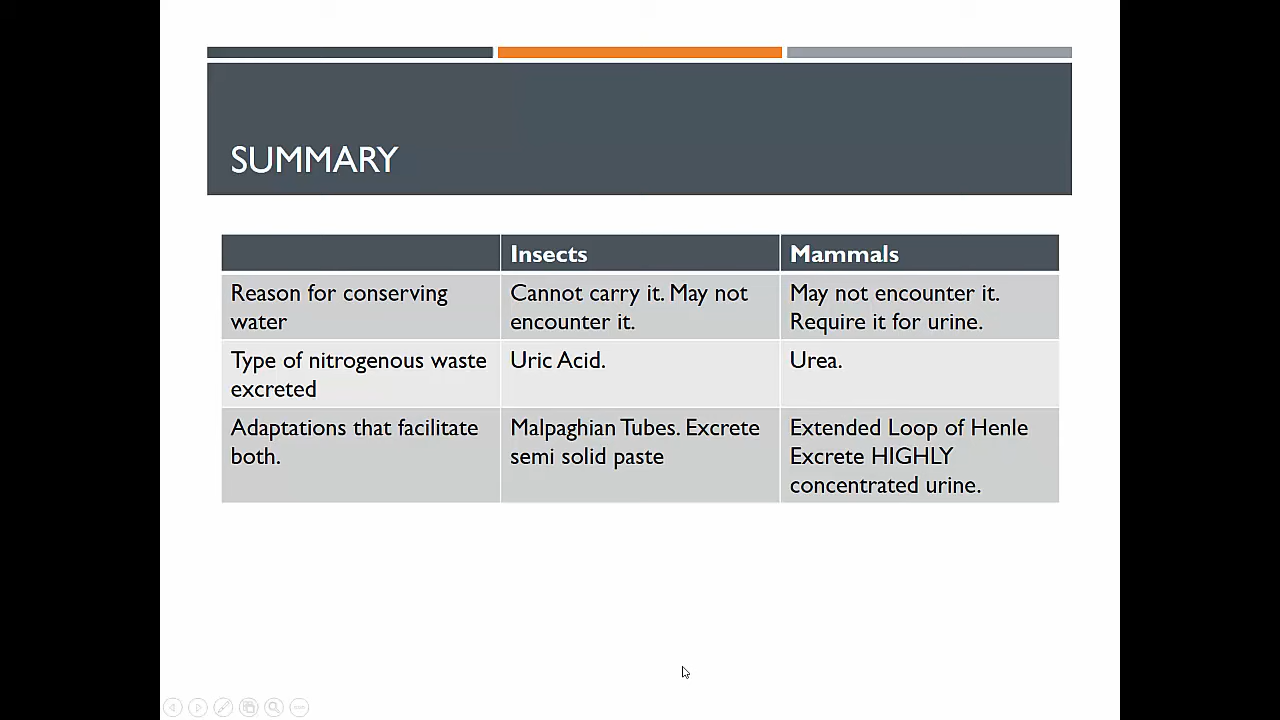 SUMMARY
Insects
Mammals
Reason for conserving
water
Cannot carry it. May not
encounter it.
May not encounter it.
Require it for urine.
Type of nitrogenous waste
excreted
Uric Acid.
Urea.
Adaptations that facilitate
both.
Malpaghian Tubes. Excrete
semi solid paste
Extended Loop of Henle
Excrete HIGHLY
concentrated urine.